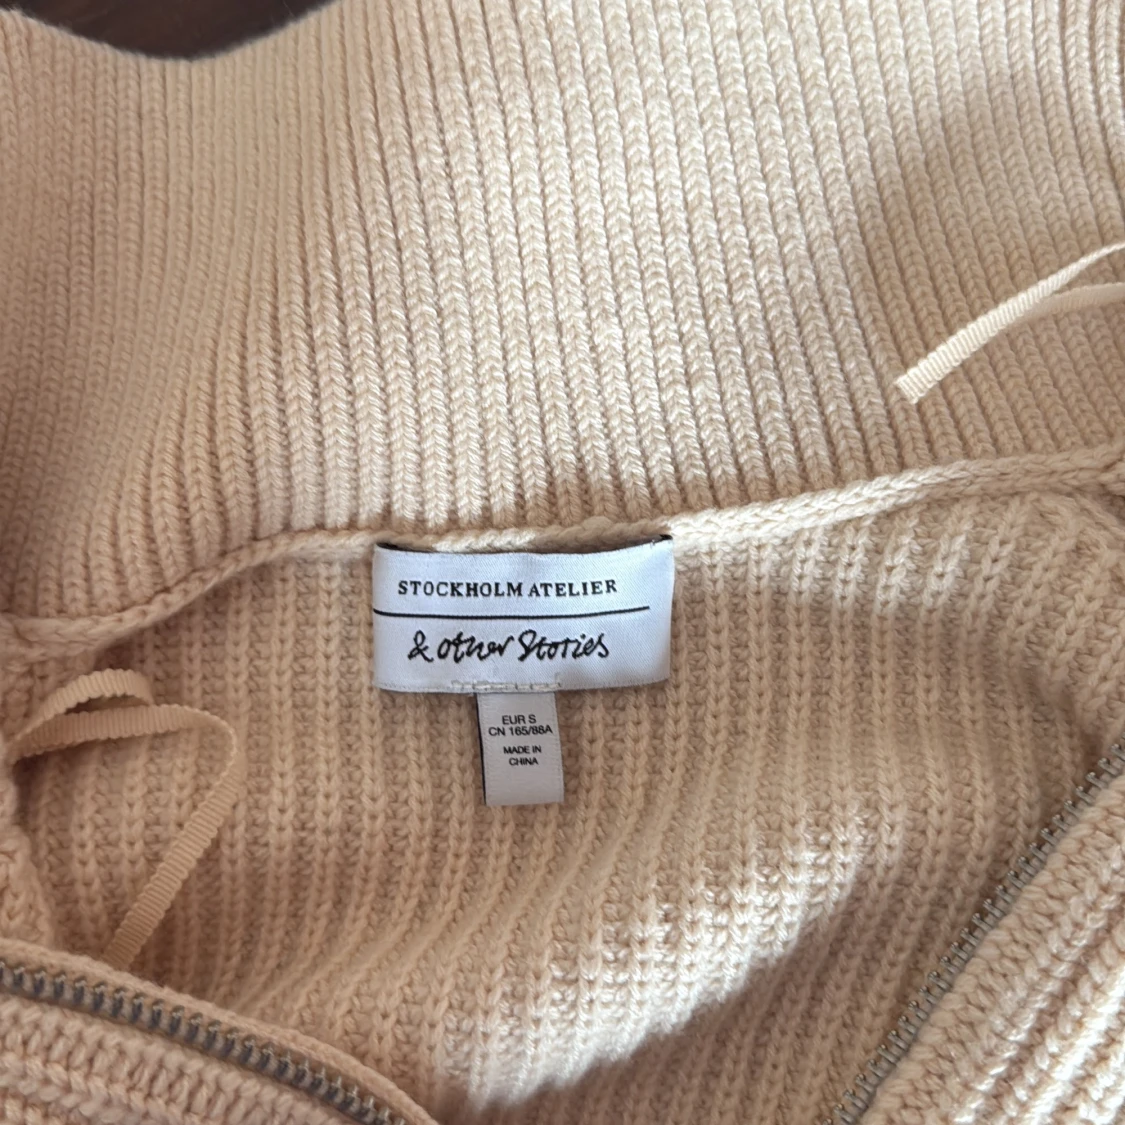 STOCKHOLM ATELIER
& other Stories
EUR S
CN 165/88A
MADE IN
CHINA